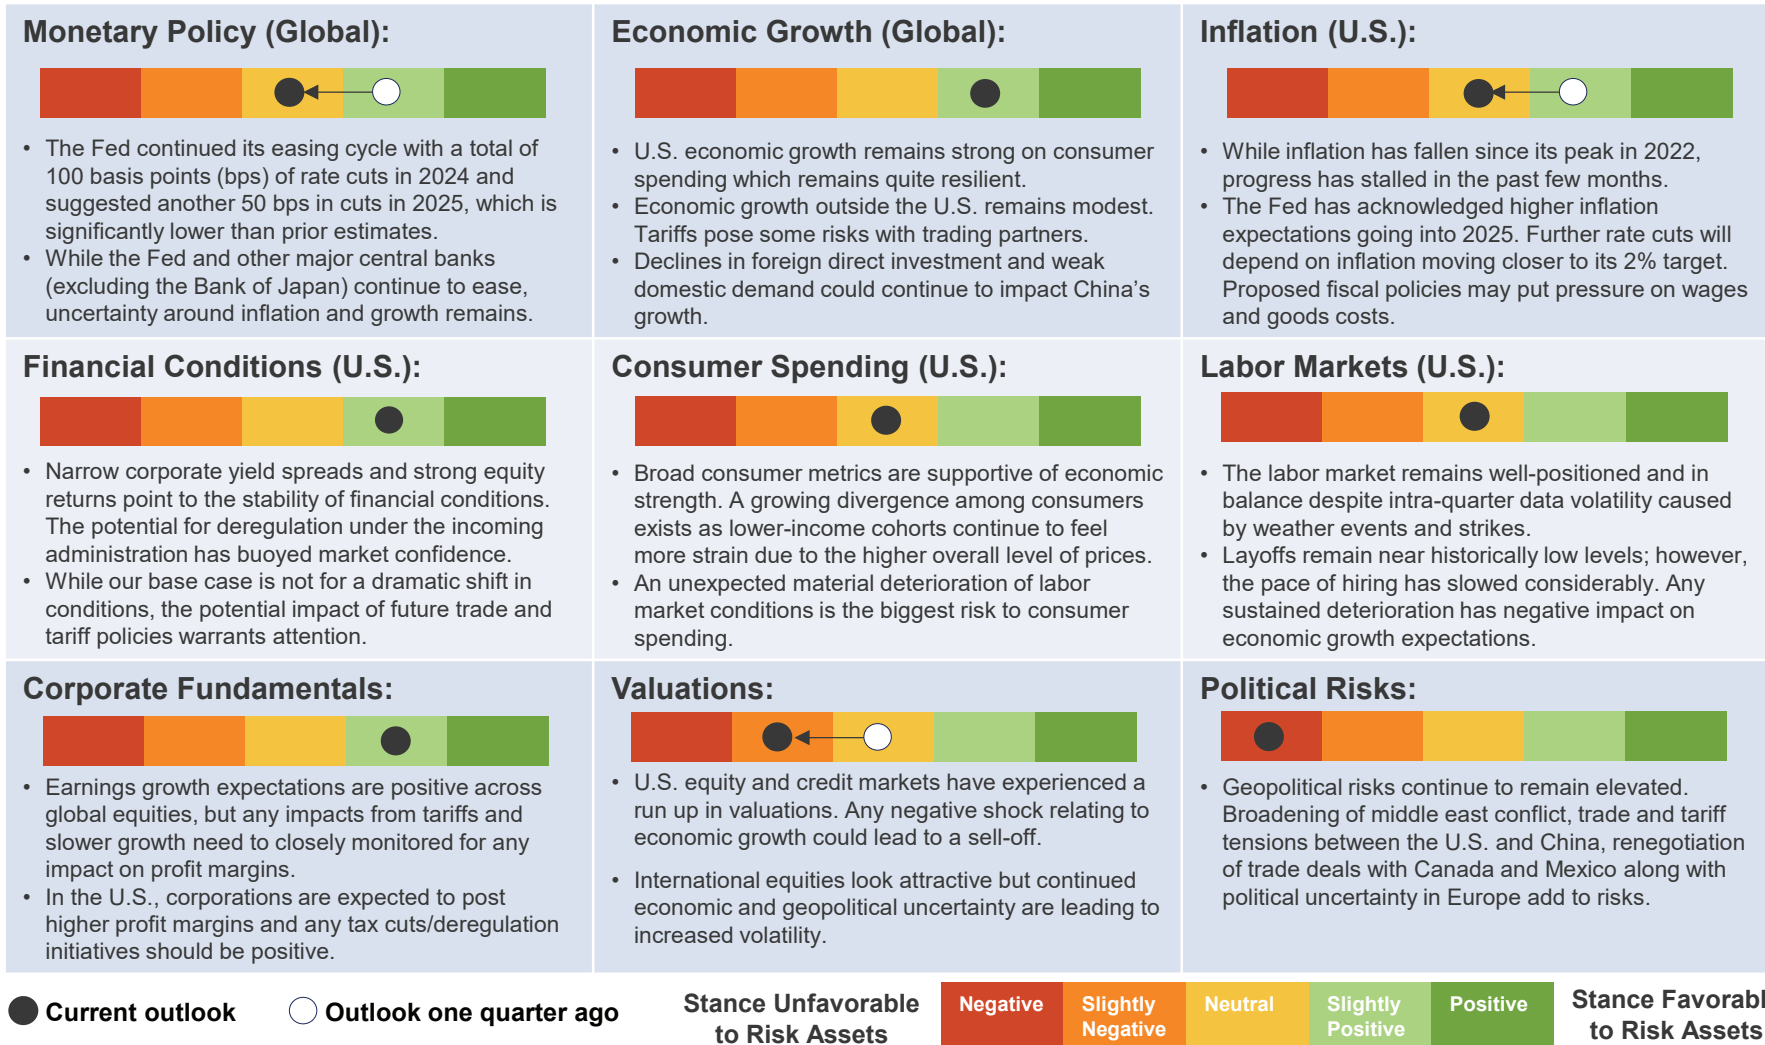 Monetary Policy (Global):
• The Fed continued its easing cycle with a total of
100 basis points (bps) of rate cuts in 2024 and
suggested another 50 bps in cuts in 2025, which is
significantly lower than prior estimates.
• While the Fed and other major central banks
(excluding the Bank of Japan) continue to ease,
uncertainty around inflation and growth remains.
Economic Growth (Global):
• U.S. economic growth remains strong on consumer
spending which remains quite resilient.
• Economic growth outside the U.S. remains modest.
Tariffs pose some risks with trading partners.
• Declines in foreign direct investment and weak
domestic demand could continue to impact China’s
growth.
Inflation (U.S.):
• While inflation has fallen since its peak in 2022,
progress has stalled in the past few months.
• The Fed has acknowledged higher inflation
expectations going into 2025. Further rate cuts will
depend on inflation moving closer to its 2% target.
Proposed fiscal policies may put pressure on wages
and goods costs.
Financial Conditions (U.S.):
• Narrow corporate yield spreads and strong equity
returns point to the stability of financial conditions.
The potential for deregulation under the incoming
administration has buoyed market confidence.
• While our base case is not for a dramatic shift in
conditions, the potential impact of future trade and
tariff policies warrants attention.
Consumer Spending (U.S.):
• Broad consumer metrics are supportive of economic
strength. A growing divergence among consumers
exists as lower-income cohorts continue to feel
more strain due to the higher overall level of prices.
• An unexpected material deterioration of labor
market conditions is the biggest risk to consumer
spending.
Labor Markets (U.S.):
• The labor market remains well-positioned and in
balance despite intra-quarter data volatility caused
by weather events and strikes.
• Layoffs remain near historically low levels; however,
the pace of hiring has slowed considerably. Any
sustained deterioration has negative impact on
economic growth expectations.
Corporate Fundamentals:
• Earnings growth expectations are positive across
global equities, but any impacts from tariffs and
slower growth need to closely monitored for any
impact on profit margins.
• In the U.S., corporations are expected to post
higher profit margins and any tax cuts/deregulation
initiatives should be positive.
Valuations:
• U.S. equity and credit markets have experienced a
run up in valuations. Any negative shock relating to
economic growth could lead to a sell-off.
• International equities look attractive but continued
economic and geopolitical uncertainty are leading to
increased volatility.
Political Risks:
• Geopolitical risks continue to remain elevated.
Broadening of middle east conflict, trade and tariff
tensions between the U.S. and China, renegotiation
of trade deals with Canada and Mexico along with
political uncertainty in Europe add to risks.
Current outlook
Outlook one quarter ago
Stance Unfavorable
to Risk Assets
Negative
Slightly
Negative
Neutral
Slightly
Positive
Positive
Stance Favorabl
to Risk Assets